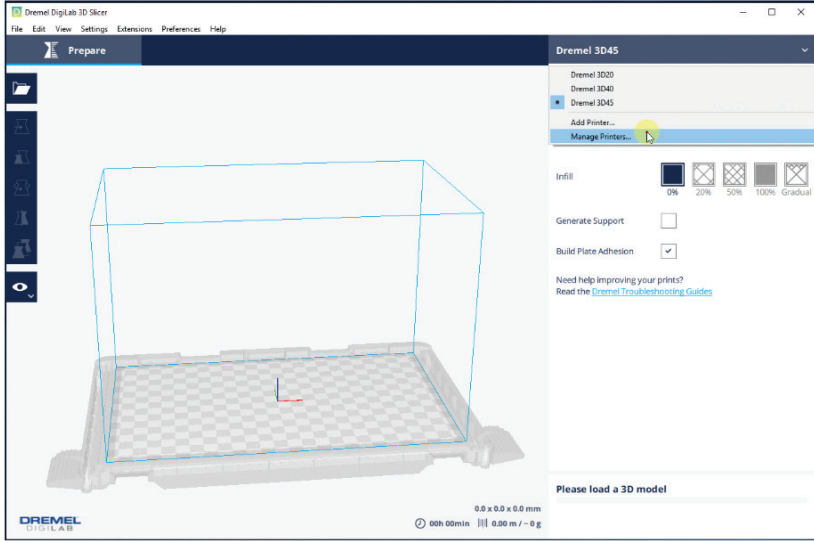 Dremel DigiLab 3D Slicer
File Edit View Settings Extensions Preferences Help
Prepare
Dremel 3D45
Dremel 3D20
Dremel 3D40
Dremel 3D45
Add Printer...
Manage Printers...
Infill
0% 20% 50% 100% Gradual
Generate Support
Build Plate Adhesion
Need help improving your prints?
Read the Dremel Troubleshooting Guides
Please load a 3D model
0.0 x 0.0 x 0.0 mm
00h 00min 0.00 m / ~ 0 g
DREMEL
DIGILAB